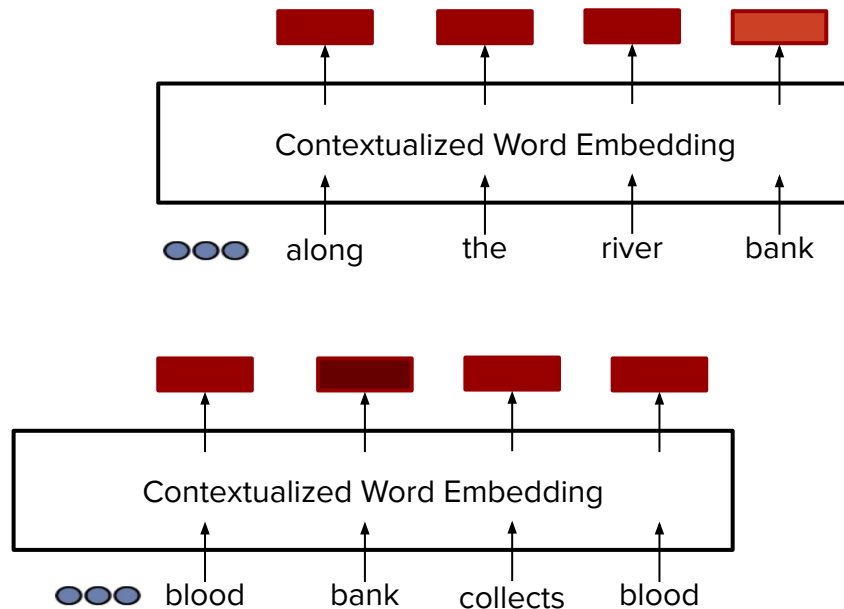 Contextualized Word Embedding
along the river bank
Contextualized Word Embedding
blood bank collects blood